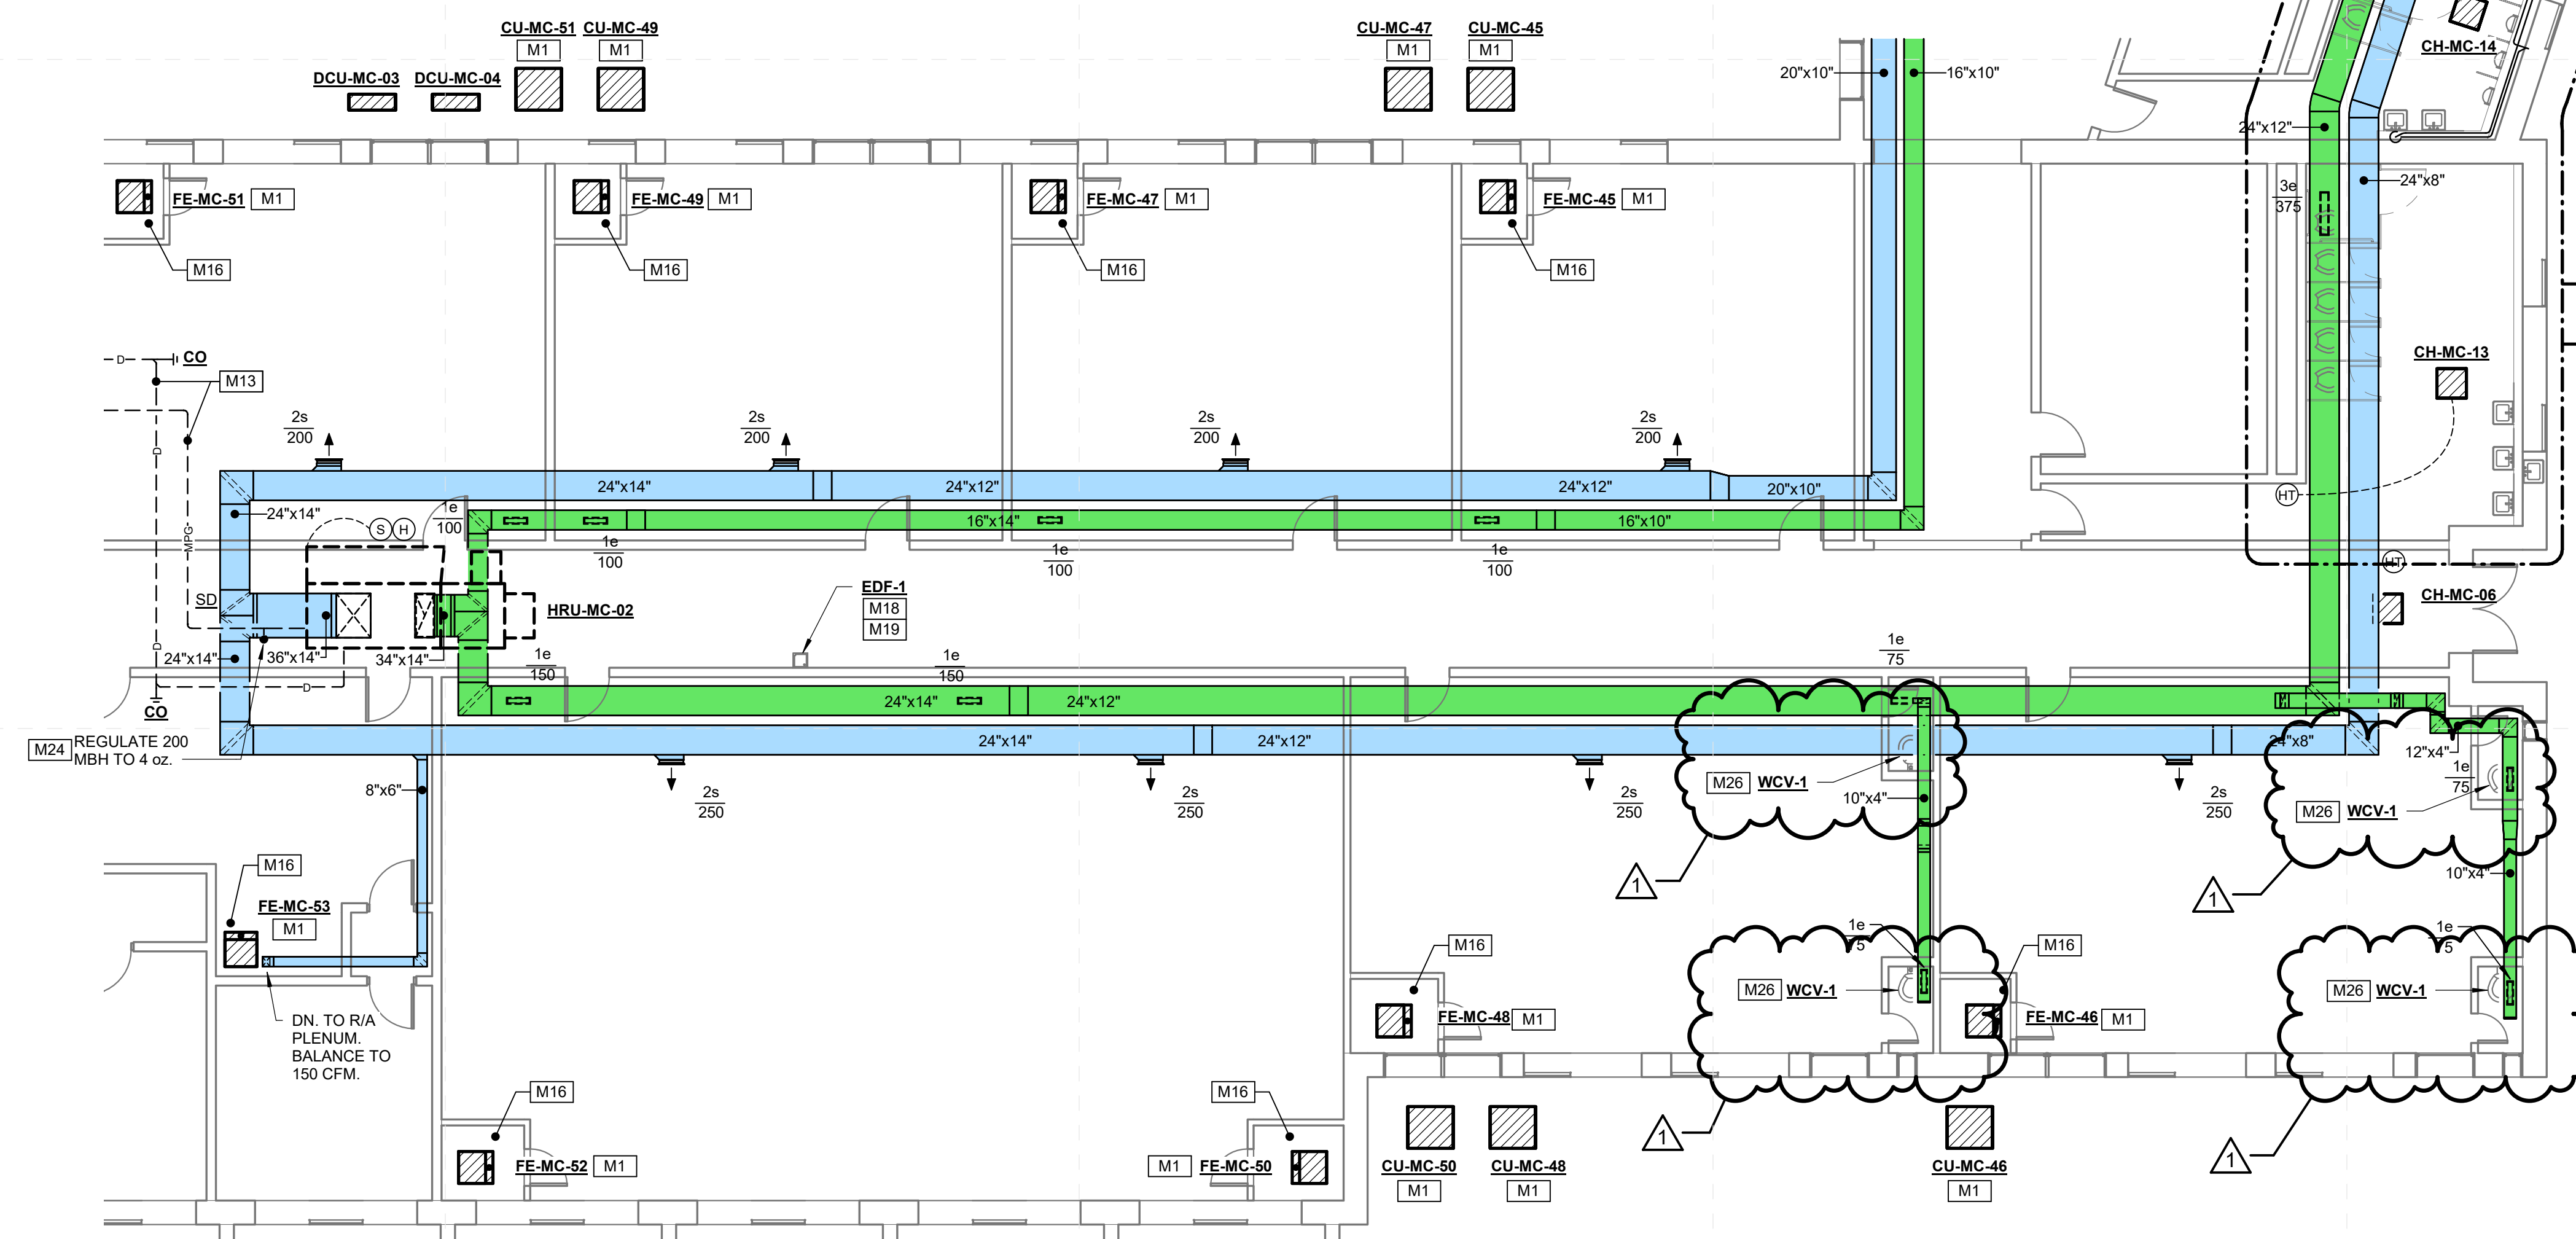 CU-MC-51 CU-MC-49
M1 M1
CU-MC-47 CU-MC-45
M1 M1
DCU-MC-03 DCU-MC-04
20"x10"
16"x10"
CH-MC-14
24"x12"
24"x8"
3e
375
FE-MC-51 M1
FE-MC-49 M1
FE-MC-47 M1
FE-MC-45 M1
M16
M16
M16
M16
D
CO
M13
CH-MC-13
2s
200
2s
200
2s
200
2s
200
D
MPG
24"x14"
24"x12"
24"x12"
20"x10"
HT
24"x14"
S H
1e
100
16"x14"
16"x10"
1e
100
1e
100
1e
100
HT
SD
HRU-MC-02
EDF-1
M18
M19
CH-MC-06
D
24"x14"
36"x14"
34"x14"
1e
150
1e
150
1e
75
D
CO
24"x14"
24"x12"
M24
REGULATE 200
MBH TO 4 oz.
24"x14"
24"x12"
24"x8"
12"x4"
8"x6"
2s
250
2s
250
2s
250
2s
250
M26 WCV-1
10"x4"
1e
75
M26 WCV-1
1
1
10"x4"
M16
FE-MC-53
M1
M16
1e
75
M16
1e
M26 WCV-1
M26 WCV-1
FE-MC-48 M1
FE-MC-46 M1
DN. TO R/A
PLENUM.
BALANCE TO
150 CFM.
M16
M16
1
1
FE-MC-52 M1
M1 FE-MC-50
CU-MC-50
M1
CU-MC-48
M1
CU-MC-46
M1